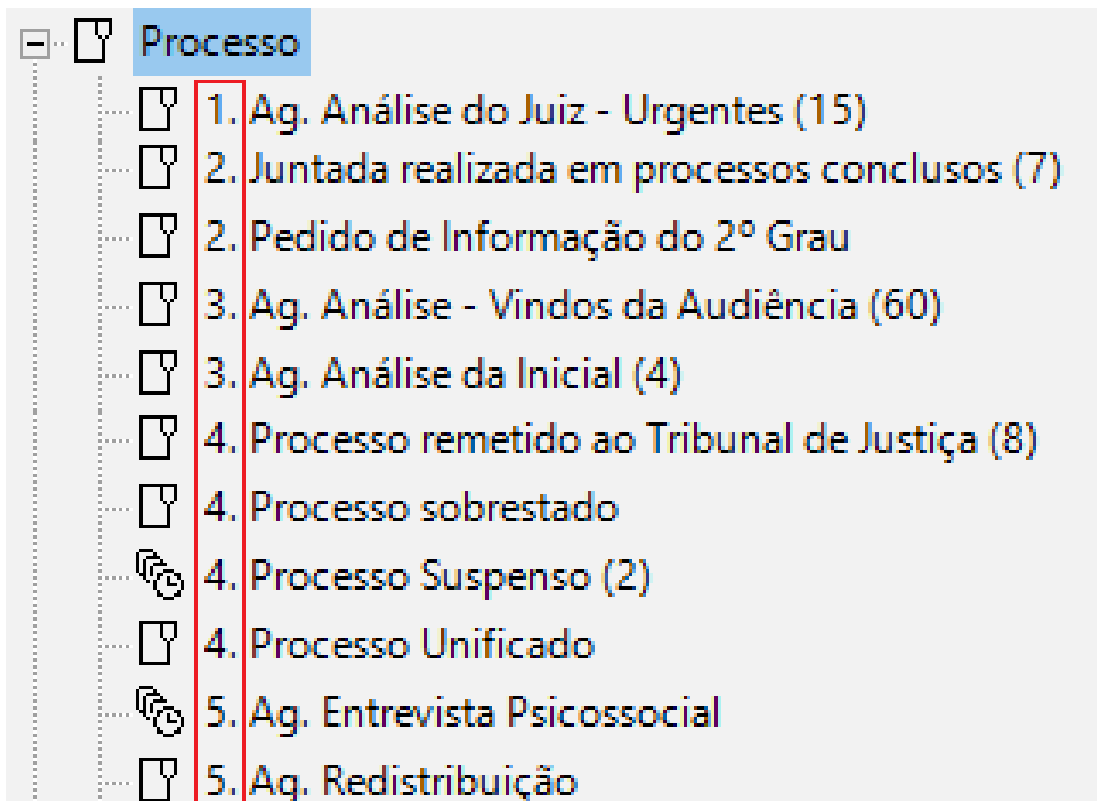 Processo
1. Ag. Análise do Juiz - Urgentes (15)
2. Juntada realizada em processos conclusos (7)
2. Pedido de Informação do 2º Grau
3. Ag. Análise - Vindos da Audiência (60)
3. Ag. Análise da Inicial (4)
4. Processo remetido ao Tribunal de Justiça (8)
4. Processo sobrestado
4. Processo Suspenso (2)
4. Processo Unificado
5. Ag. Entrevista Psicossocial
5. Ag. Redistribuição